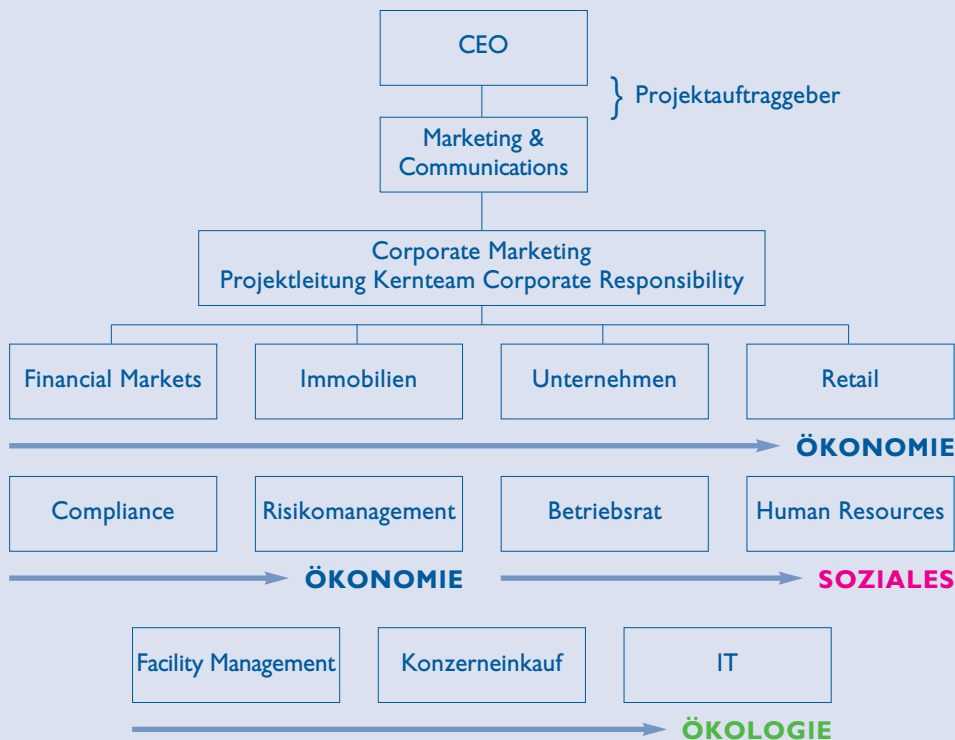 CEO
} Projektauftraggeber
Marketing &
Communications
Corporate Marketing
Projektleitung Kernteam Corporate Responsibility
Financial Markets
Immobilien
Unternehmen
Retail
ÖKONOMIE
Compliance
Risikomanagement
Betriebsrat
Human Resources
ÖKONOMIE
SOZIALES
Facility Management
Konzerneinkauf
IT
ÖKOLOGIE